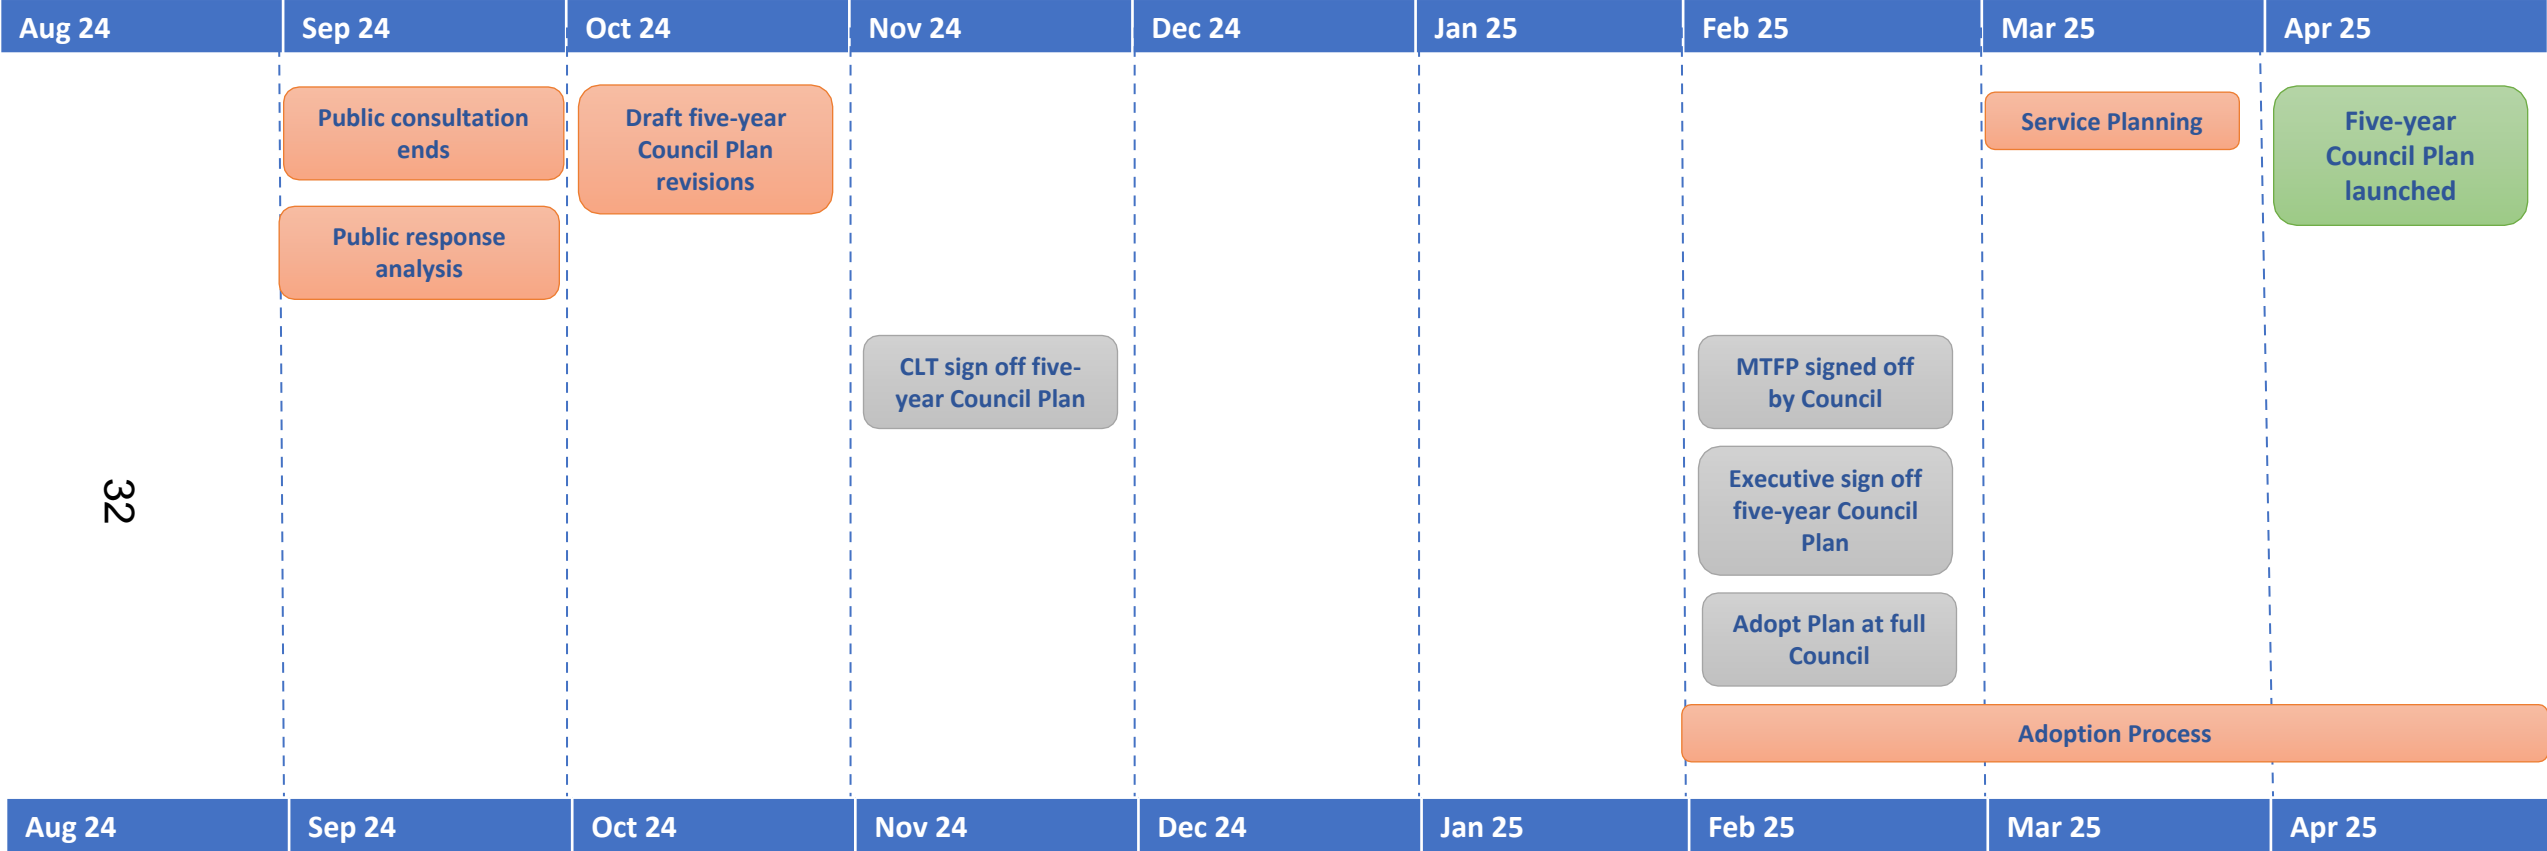 Aug 24 Sep 24 Oct 24 Nov 24 Dec 24 Jan 25 Feb 25 Mar 25 Apr 25
Public consultation
ends
Public response
analysis
Draft five-year
Council Plan
revisions
CLT sign off five-
year Council Plan
MTFP signed off
by Council
Executive sign off
five-year Council
Plan
Adopt Plan at full
Council
Service Planning
Five-year
Council Plan
launched
Adoption Process
32
Aug 24 Sep 24 Oct 24 Nov 24 Dec 24 Jan 25 Feb 25 Mar 25 Apr 25